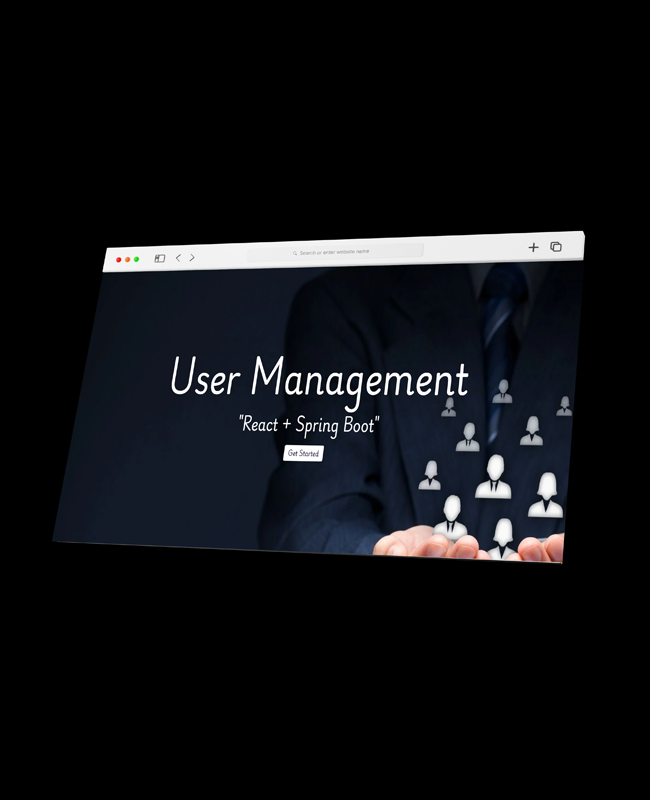 Search or enter website name
User Management
"React + Spring Boot"
Get Started